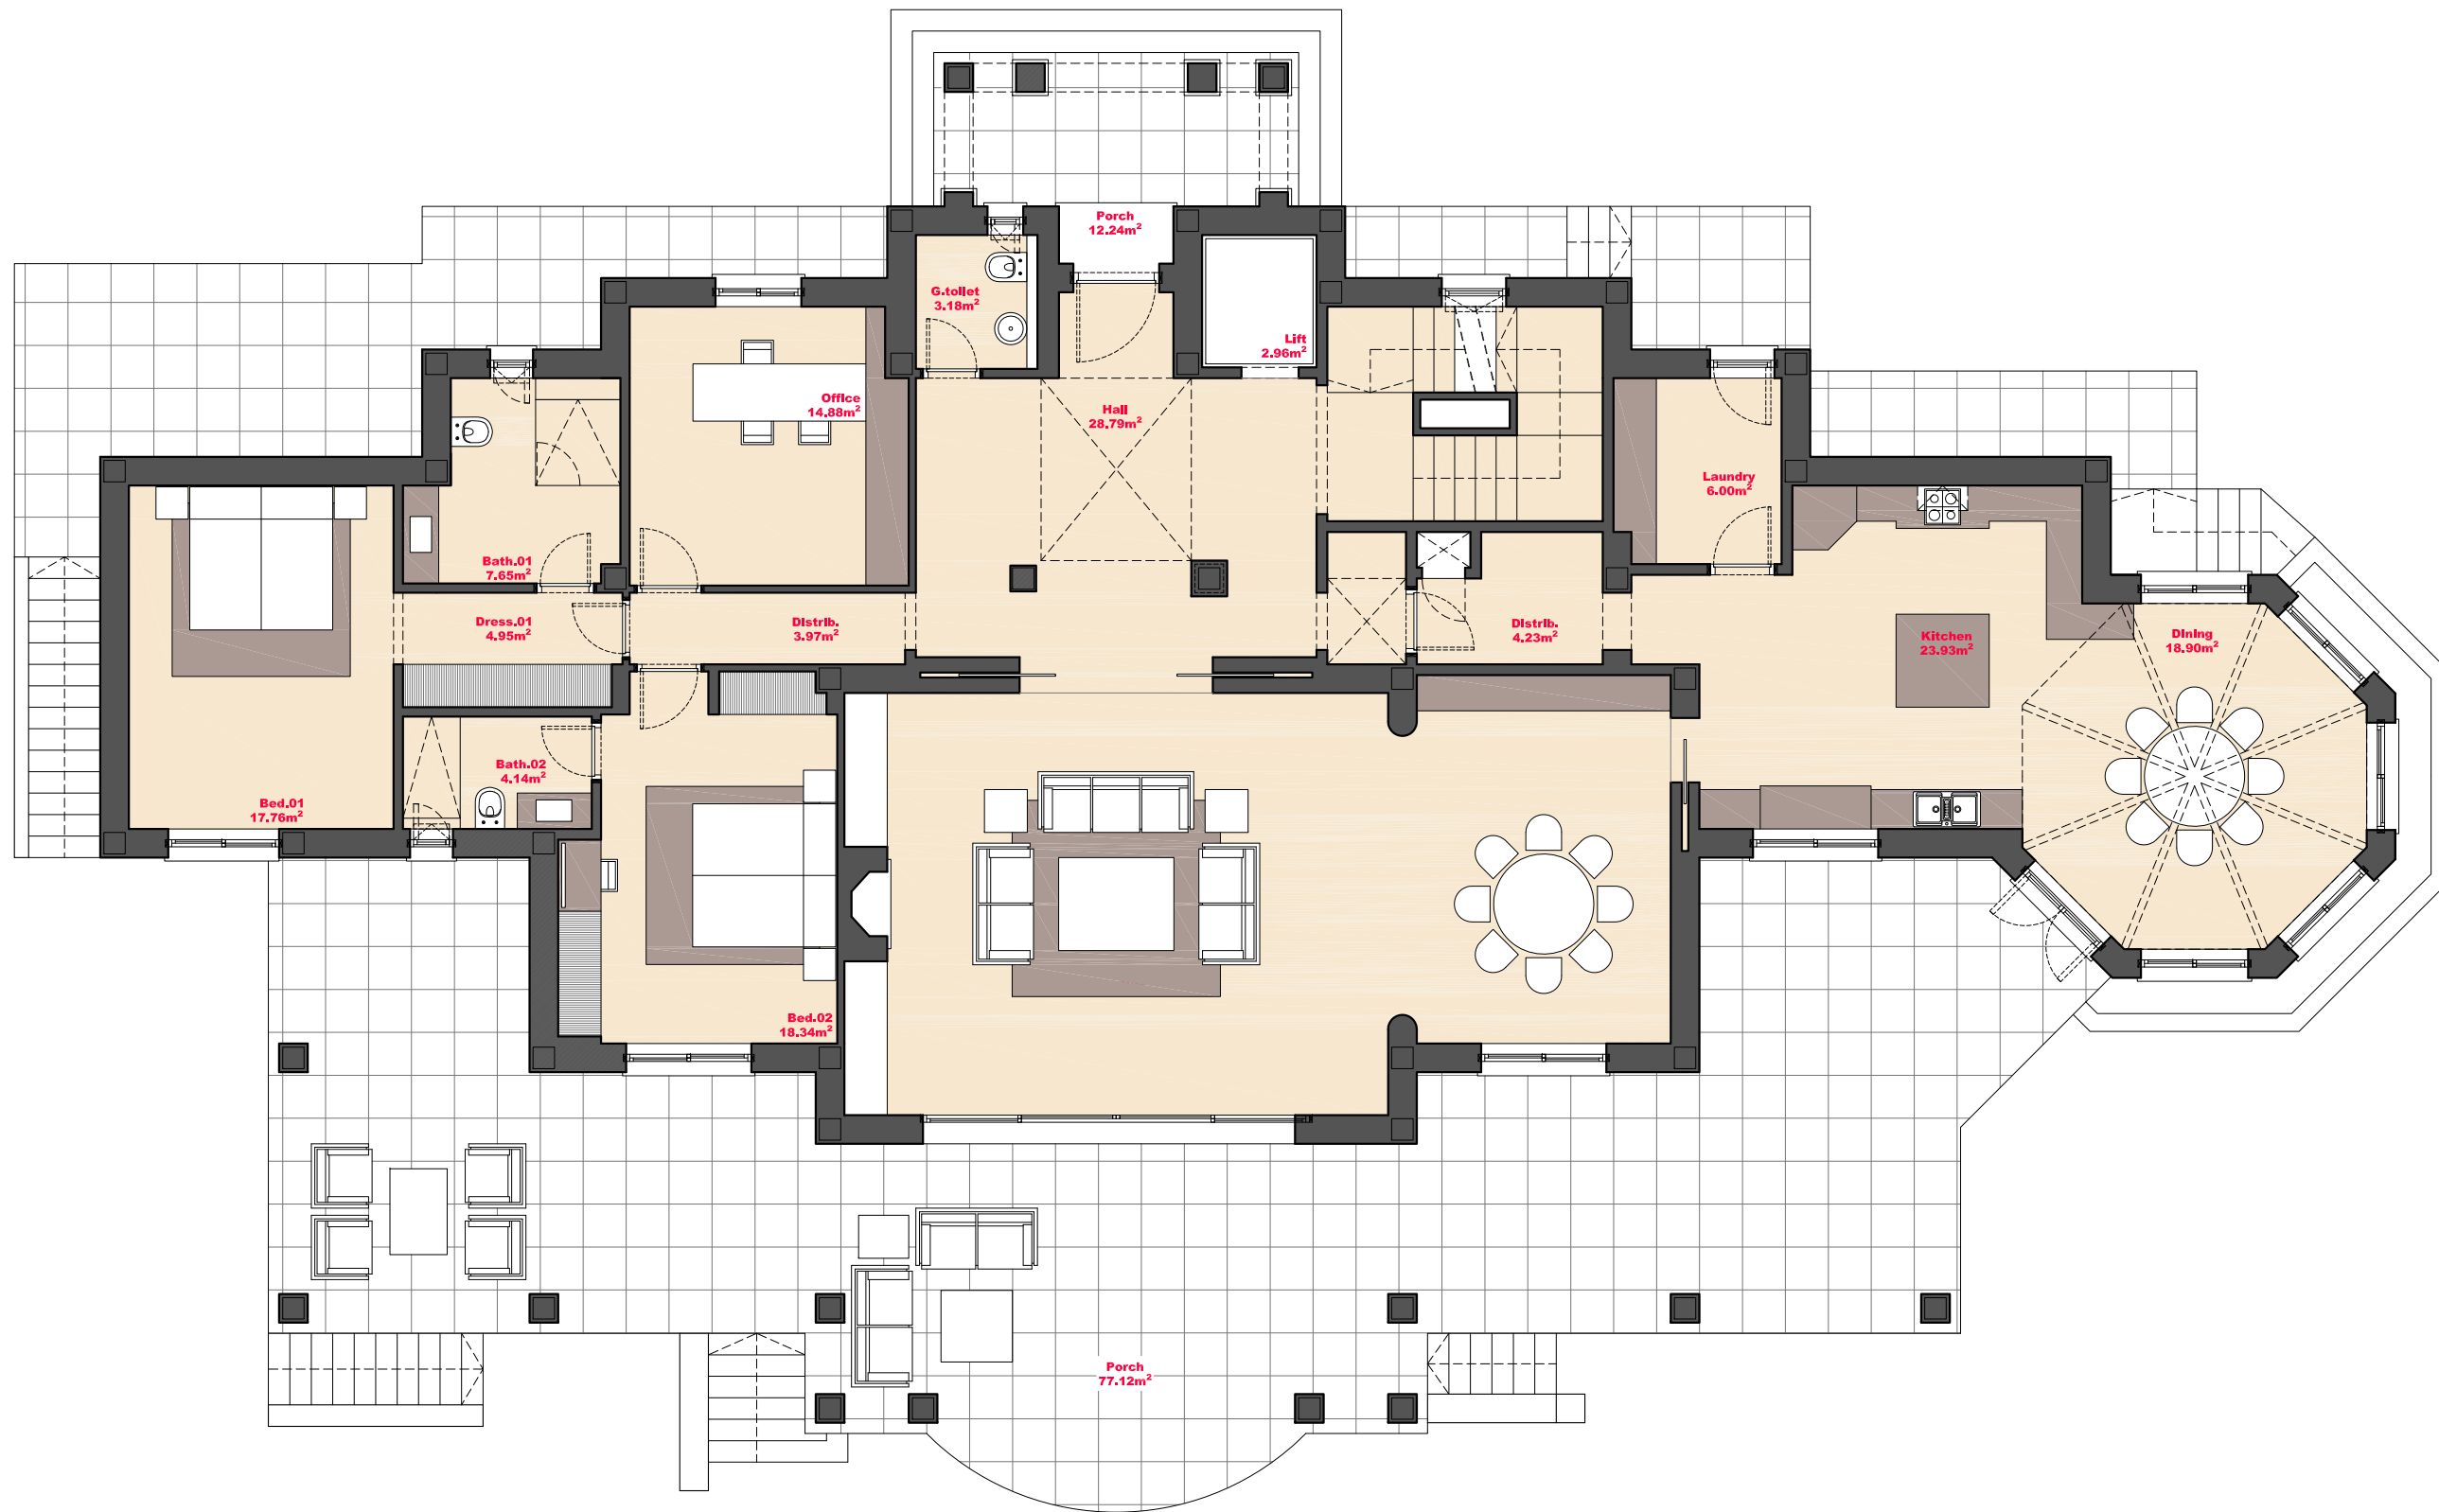 Porch
12.24m²
G.toilet
3.18m²
Lift
2.96m²
Office
14.88m²
Hall
28.79m²
Laundry
6.00m²
Bath.01
7.65m²
Dress.01
4.95m²
Distrib.
3.97m²
Distrib.
4.23m²
Kitchen
23.93m²
Dining
18.90m²
Bath.02
4.14m²
Bed.01
17.76m²
Bed.02
18.34m²
Porch
77.12m²